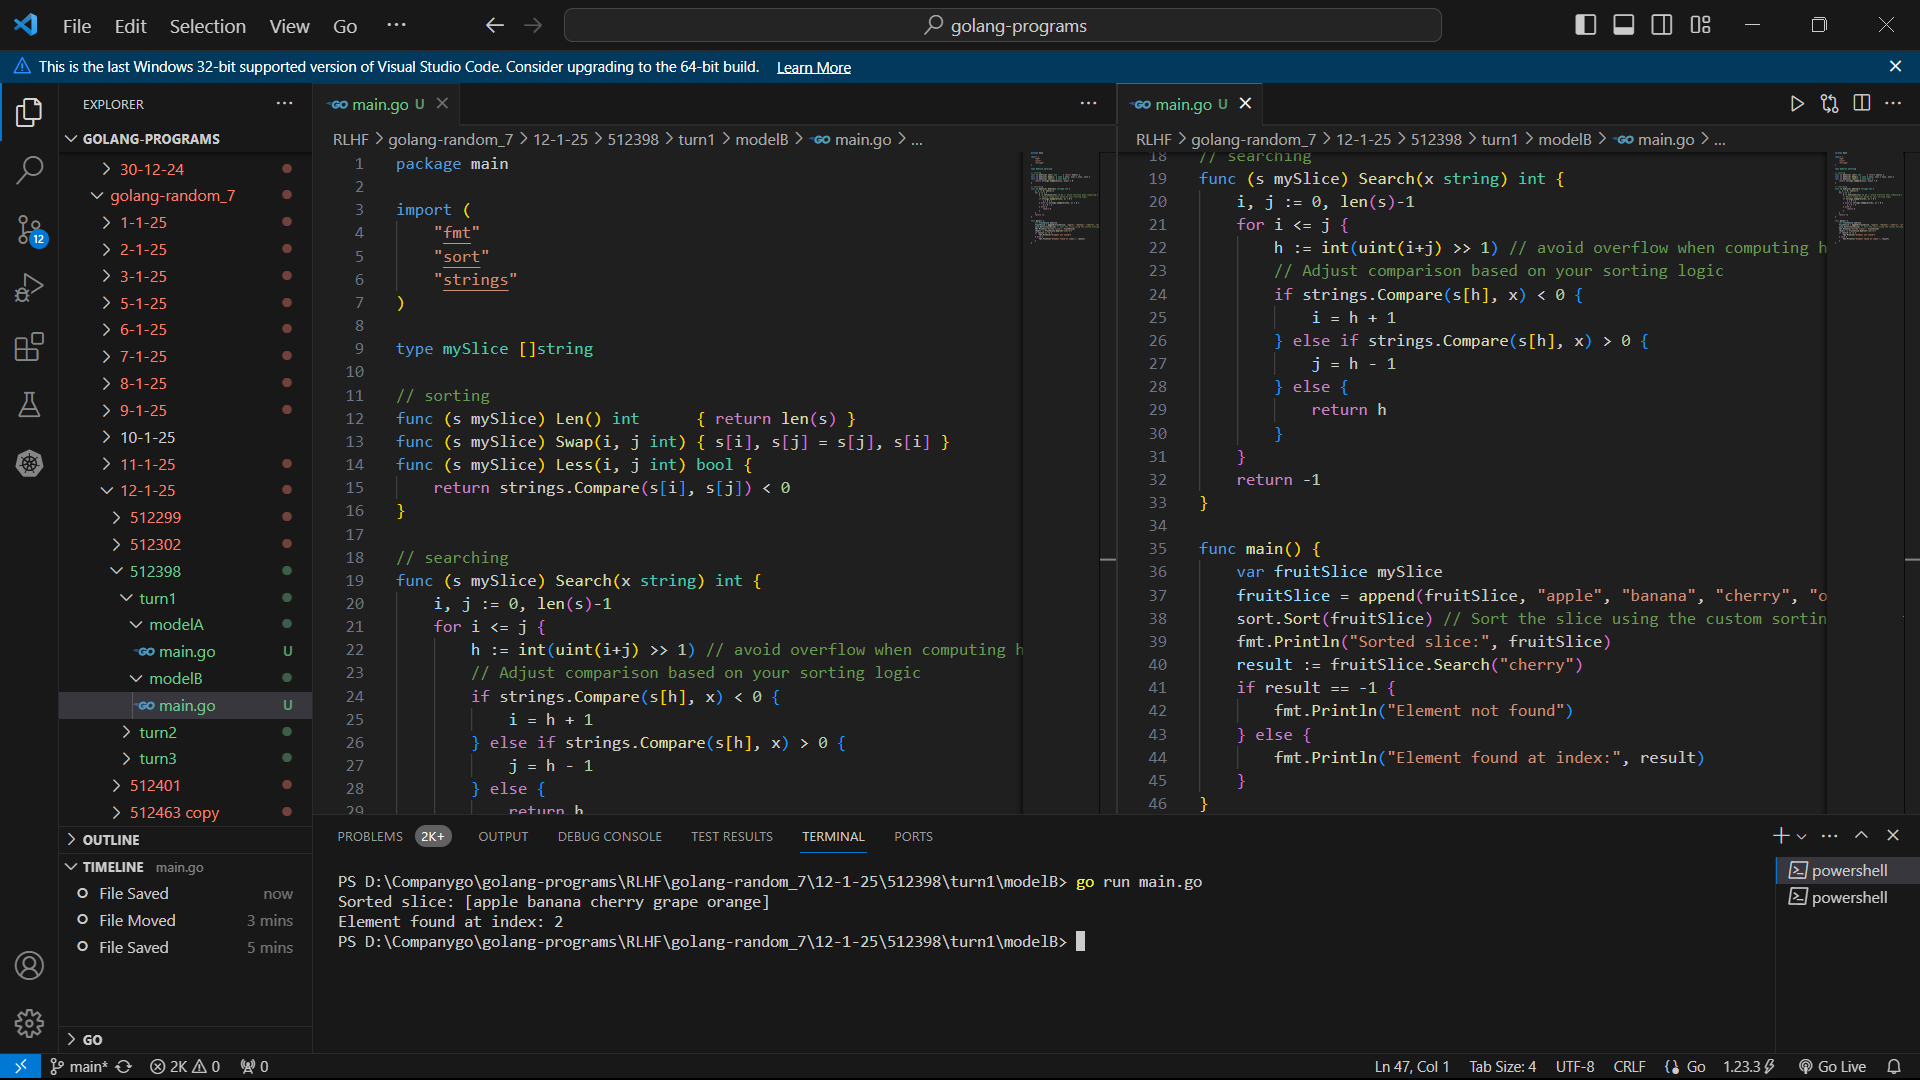 File Edit Selection View Go ··· golang-programs
This is the last Windows 32-bit supported version of Visual Studio Code. Consider upgrading to the 64-bit build. Learn More
EXPLORER ···
GOLANG-PROGRAMS
30-12-24
golang-random_7
1-1-25
2-1-25
3-1-25
5-1-25
6-1-25
7-1-25
8-1-25
9-1-25
10-1-25
11-1-25
12-1-25
512299
512302
512398
turn1
modelA
main.go U
modelB
main.go U
turn2
turn3
512401
512463 copy
OUTLINE
TIMELINE main.go
File Saved now
File Moved 3 mins
File Saved 5 mins
GO
12
main.go U
RLHF > golang-random_7 > 12-1-25 > 512398 > turn1 > modelB > main.go > ...
1 package main
2
3 import (
4 "fmt"
5 "sort"
6 "strings"
7 )
8
9 type mySlice []string
10
11 // sorting
12 func (s mySlice) Len() int { return len(s) }
13 func (s mySlice) Swap(i, j int) { s[i], s[j] = s[j], s[i] }
14 func (s mySlice) Less(i, j int) bool {
15 return strings.Compare(s[i], s[j]) < 0
16 }
17
18 // searching
19 func (s mySlice) Search(x string) int {
20 i, j := 0, len(s)-1
21 for i <= j {
22 h := int(uint(i+j) >> 1) // avoid overflow when computing h
23 // Adjust comparison based on your sorting logic
24 if strings.Compare(s[h], x) < 0 {
25 i = h + 1
26 } else if strings.Compare(s[h], x) > 0 {
27 j = h - 1
28 } else {
29 return h
main.go U
RLHF > golang-random_7 > 12-1-25 > 512398 > turn1 > modelB > main.go > ...
18 // searching
19 func (s mySlice) Search(x string) int {
20 i, j := 0, len(s)-1
21 for i <= j {
22 h := int(uint(i+j) >> 1) // avoid overflow when computing h
23 // Adjust comparison based on your sorting logic
24 if strings.Compare(s[h], x) < 0 {
25 i = h + 1
26 } else if strings.Compare(s[h], x) > 0 {
27 j = h - 1
28 } else {
29 return h
30 }
31 }
32 return -1
33 }
34
35 func main() {
36 var fruitSlice mySlice
37 fruitSlice = append(fruitSlice, "apple", "banana", "cherry", "o
38 sort.Sort(fruitSlice) // Sort the slice using the custom sortin
39 fmt.Println("Sorted slice:", fruitSlice)
40 result := fruitSlice.Search("cherry")
41 if result == -1 {
42 fmt.Println("Element not found")
43 } else {
44 fmt.Println("Element found at index:", result)
45 }
46 }
PROBLEMS 2K+ OUTPUT DEBUG CONSOLE TEST RESULTS TERMINAL PORTS
PS D:\Companygo\golang-programs\RLHF\golang-random_7\12-1-25\512398\turn1\modelB> go run main.go
Sorted slice: [apple banana cherry grape orange]
Element found at index: 2
PS D:\Companygo\golang-programs\RLHF\golang-random_7\12-1-25\512398\turn1\modelB>
powershell
powershell
main* 2K 0 0 Ln 47, Col 1 Tab Size: 4 UTF-8 CRLF Go 1.23.3 Go Live